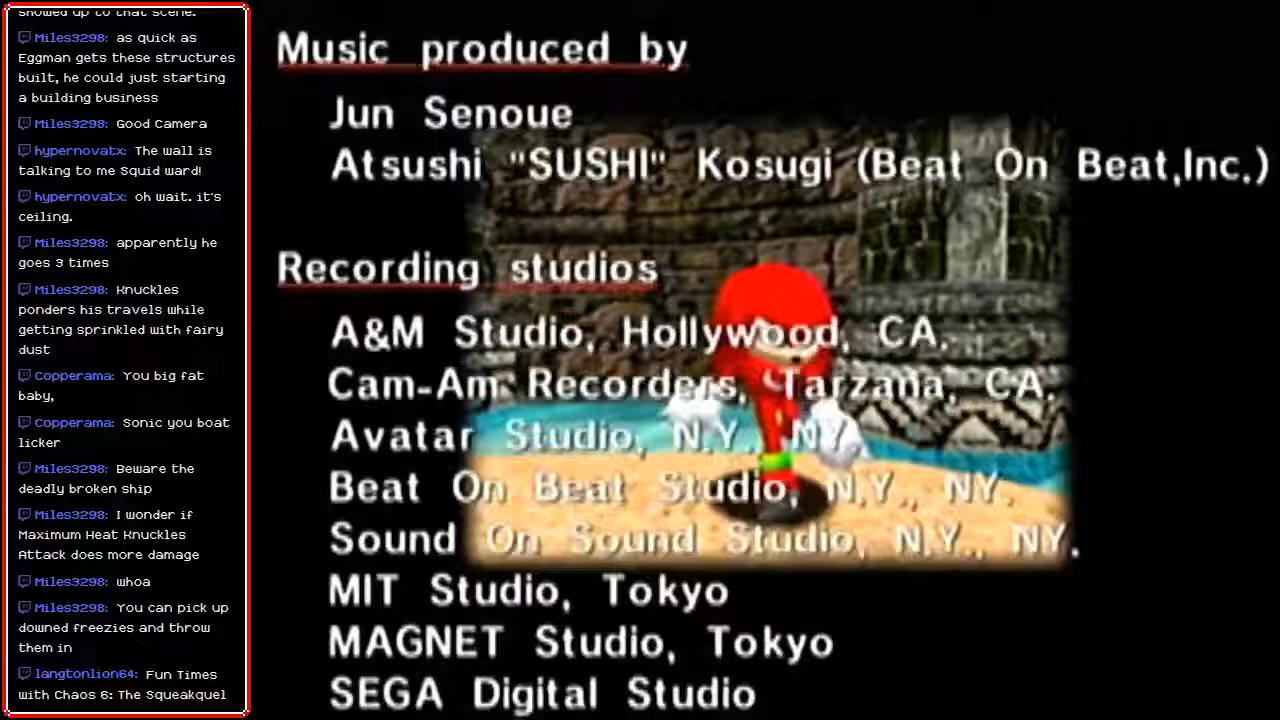 showed up to that scene.
Miles3298: as quick as
Eggman gets these structures
built, he could just starting
a building business
Miles3298: Good Camera
hypernovatx: The wall is
talking to me Squid ward!
hypernovatx: oh wait. it's
ceiling.
Miles3298: apparently he
goes 3 times
Miles3298: Knuckles
ponders his travels while
getting sprinkled with fairy
dust
Copperama: You big fat
baby,
Copperama: Sonic you boat
licker
Miles3298: Beware the
deadly broken ship
Miles3298: I wonder if
Maximum Heat Knuckles
Attack does more damage
Miles3298: whoa
Miles3298: You can pick up
downed freezies and throw
them in
langtonlion64: Fun Times
with Chaos 6: The Squeakquel
Music produced by
Jun Senoue
Atsushi "SUSHI" Kosugi (Beat On Beat,Inc.)
Recording studios
A&M Studio, Hollywood, CA.
Cam-Am Recorders, Tarzana, CA.
Avatar Studio, N.Y., NY.
Beat On Beat Studio, N.Y., NY.
Sound On Sound Studio, N.Y., NY.
MIT Studio, Tokyo
MAGNET Studio, Tokyo
SEGA Digital Studio